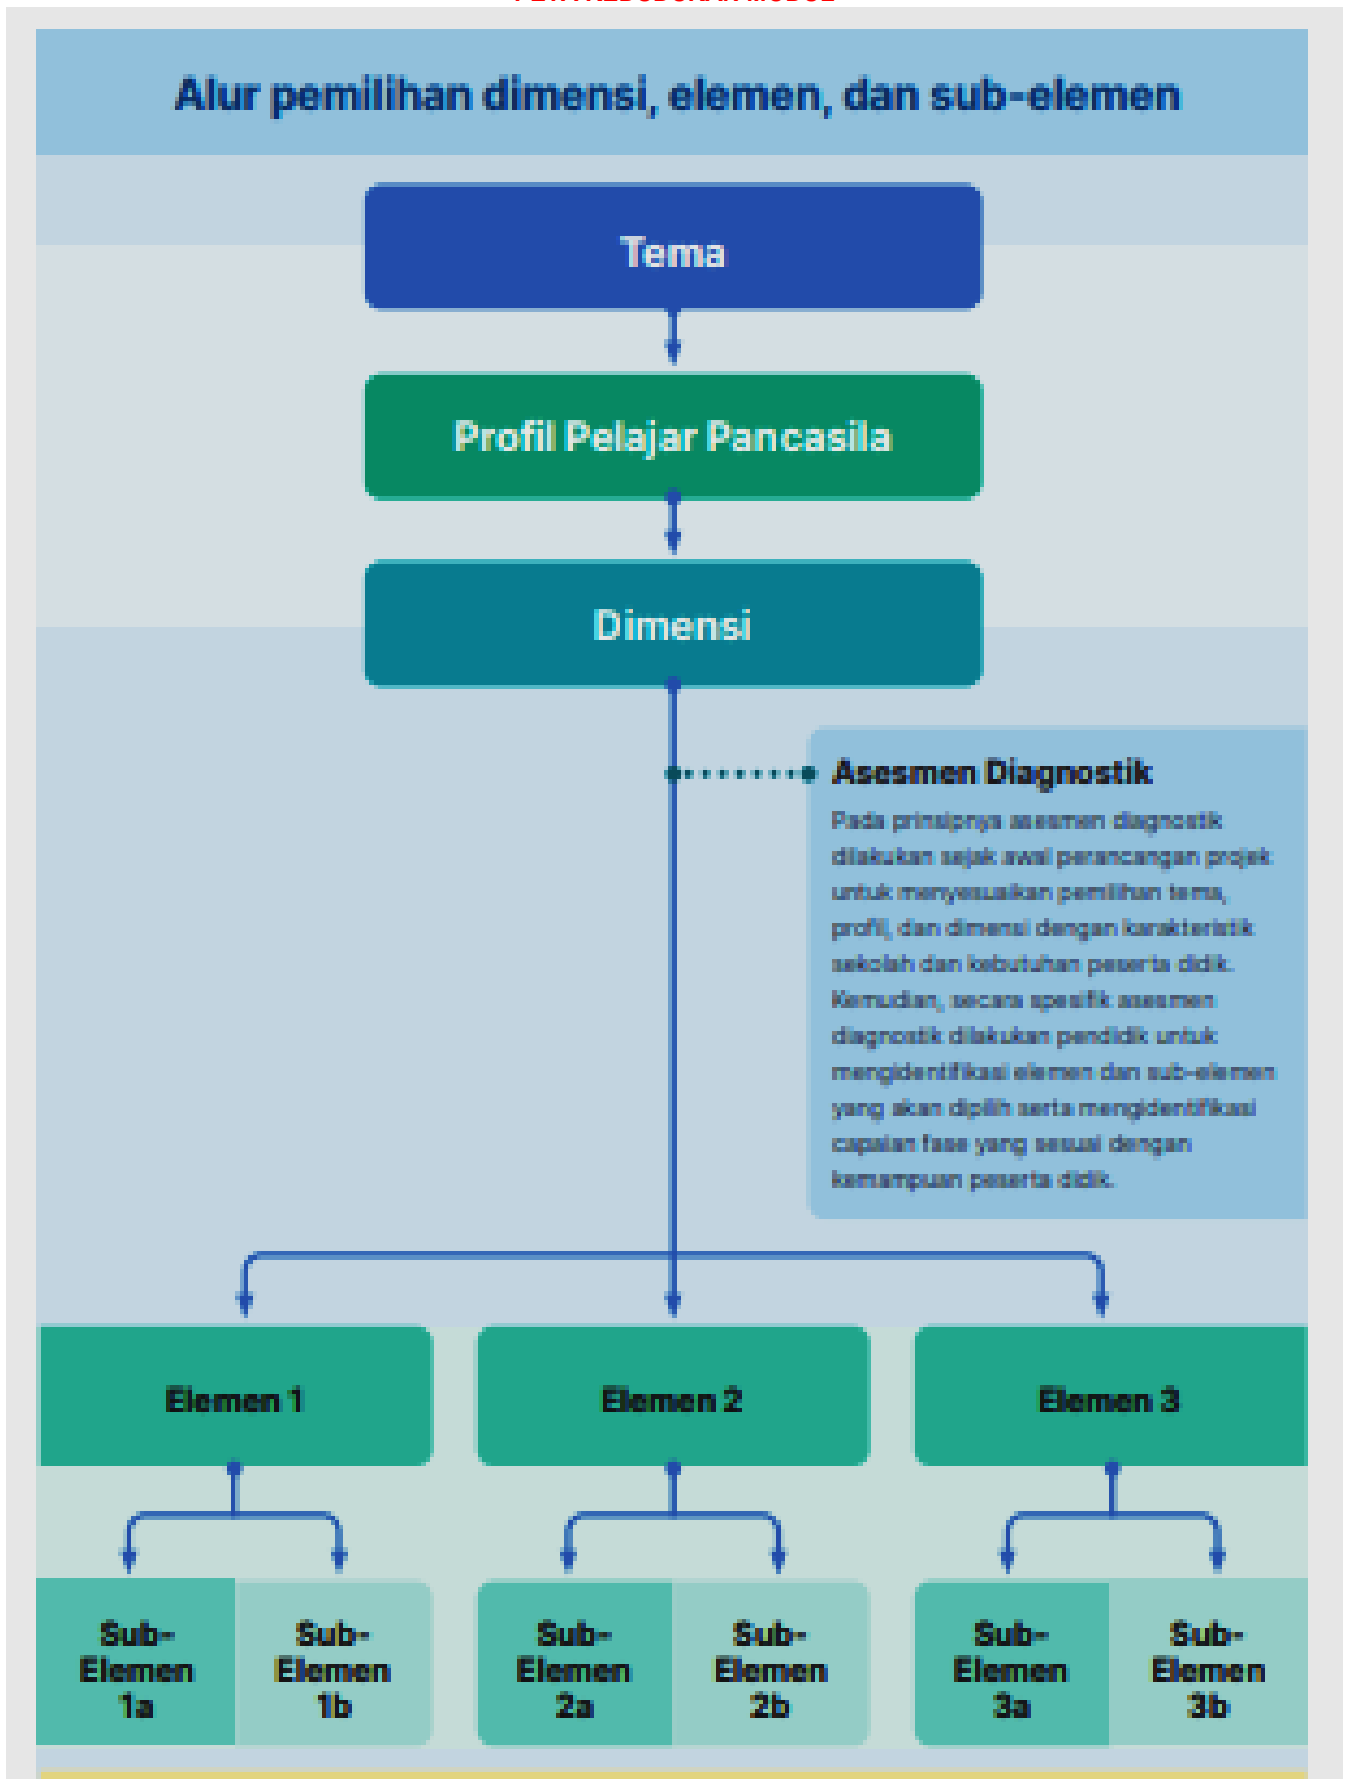 Alur pemilihan dimensi, elemen, dan sub-elemen
Tema
Profil Pelajar Pancasila
Dimensi
Asesmen Diagnostik
Pada prinsipnya asesmen diagnostik
dilakukan sejak awal perancangan projek
untuk menyesuaikan pemilihan tema,
profil, dan dimensi dengan karakteristik
sekolah dan kebutuhan peserta didik.
Kemudian, secara spesifik asesmen
diagnostik dilakukan pendidik untuk
mengidentifikasi elemen dan sub-elemen
yang akan dipilih serta mengidentifikasi
capaian fase yang sesuai dengan
kemampuan peserta didik.
Elemen 1
Elemen 2
Elemen 3
Sub-
Elemen
1a
Sub-
Elemen
1b
Sub-
Elemen
2a
Sub-
Elemen
2b
Sub-
Elemen
3a
Sub-
Elemen
3b